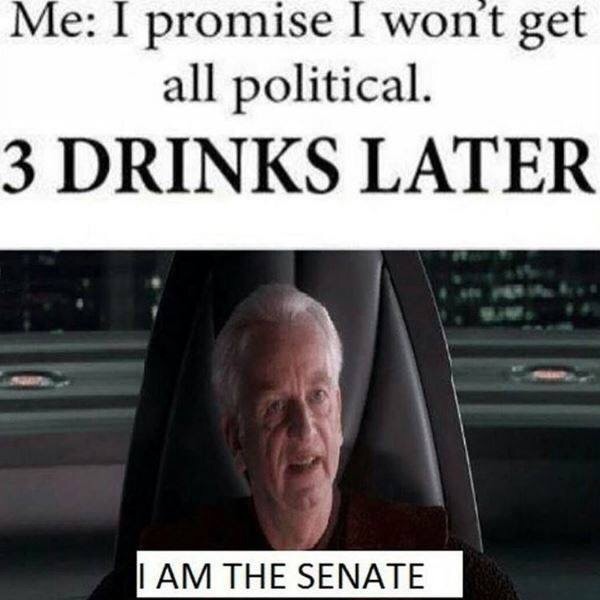 Me: I promise I won't get
all political.
3 DRINKS LATER
I AM THE SENATE